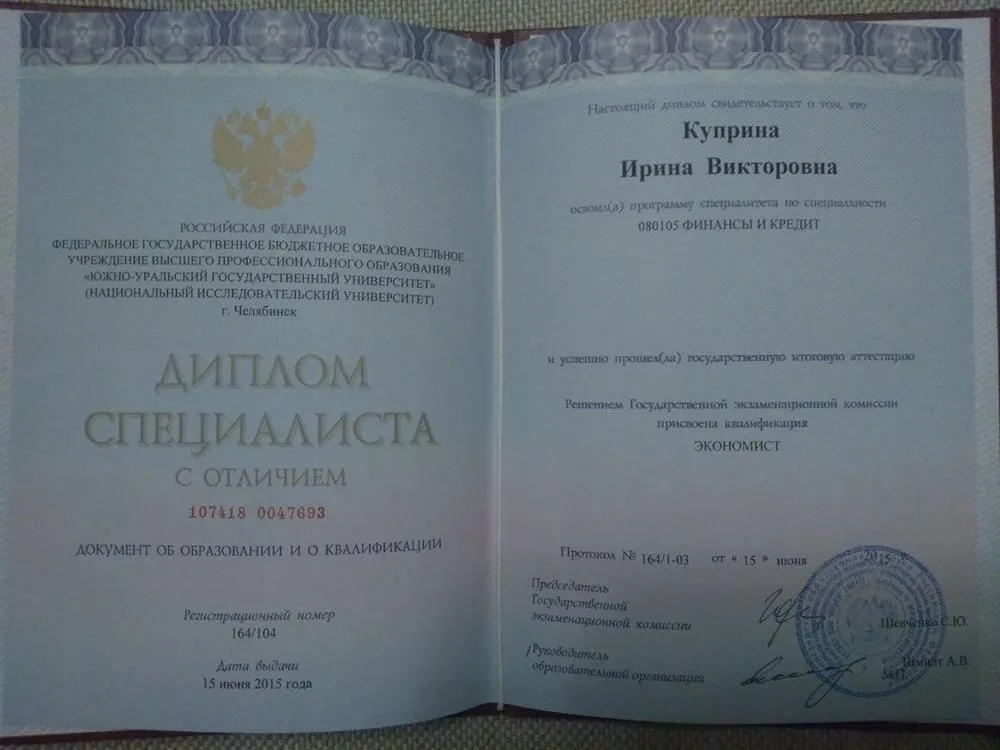 РОССИЙСКАЯ ФЕДЕРАЦИЯ
ФЕДЕРАЛЬНОЕ ГОСУДАРСТВЕННОЕ БЮДЖЕТНОЕ ОБРАЗОВАТЕЛЬНОЕ
УЧРЕЖДЕНИЕ ВЫСШЕГО ПРОФЕССИОНАЛЬНОГО ОБРАЗОВАНИЯ
«ЮЖНО-УРАЛЬСКИЙ ГОСУДАРСТВЕННЫЙ УНИВЕРСИТЕТ»
(НАЦИОНАЛЬНЫЙ ИССЛЕДОВАТЕЛЬСКИЙ УНИВЕРСИТЕТ)
г. Челябинск
ДИПЛОМ
СПЕЦИАЛИСТА
С ОТЛИЧИЕМ
107418 0047693
ДОКУМЕНТ ОБ ОБРАЗОВАНИИ И О КВАЛИФИКАЦИИ
Регистрационный номер
164/104
Дата выдачи
15 июня 2015 года
Настоящий диплом свидетельствует о том, что
Куприна
Ирина Викторовна
освоил(а) программу специалитета по специальности
080105 ФИНАНСЫ И КРЕДИТ
и успешно прошел(ла) государственную итоговую аттестацию
Решением Государственной экзаменационной комиссии
присвоена квалификация
ЭКОНОМИСТ
Протокол № 164/1-03 от « 15 » июня 2015
Председатель
Государственной
экзаменационной комиссии
Шевченко С.Ю.
Руководитель
образовательной организации
Шмидт А.В.
М.П.